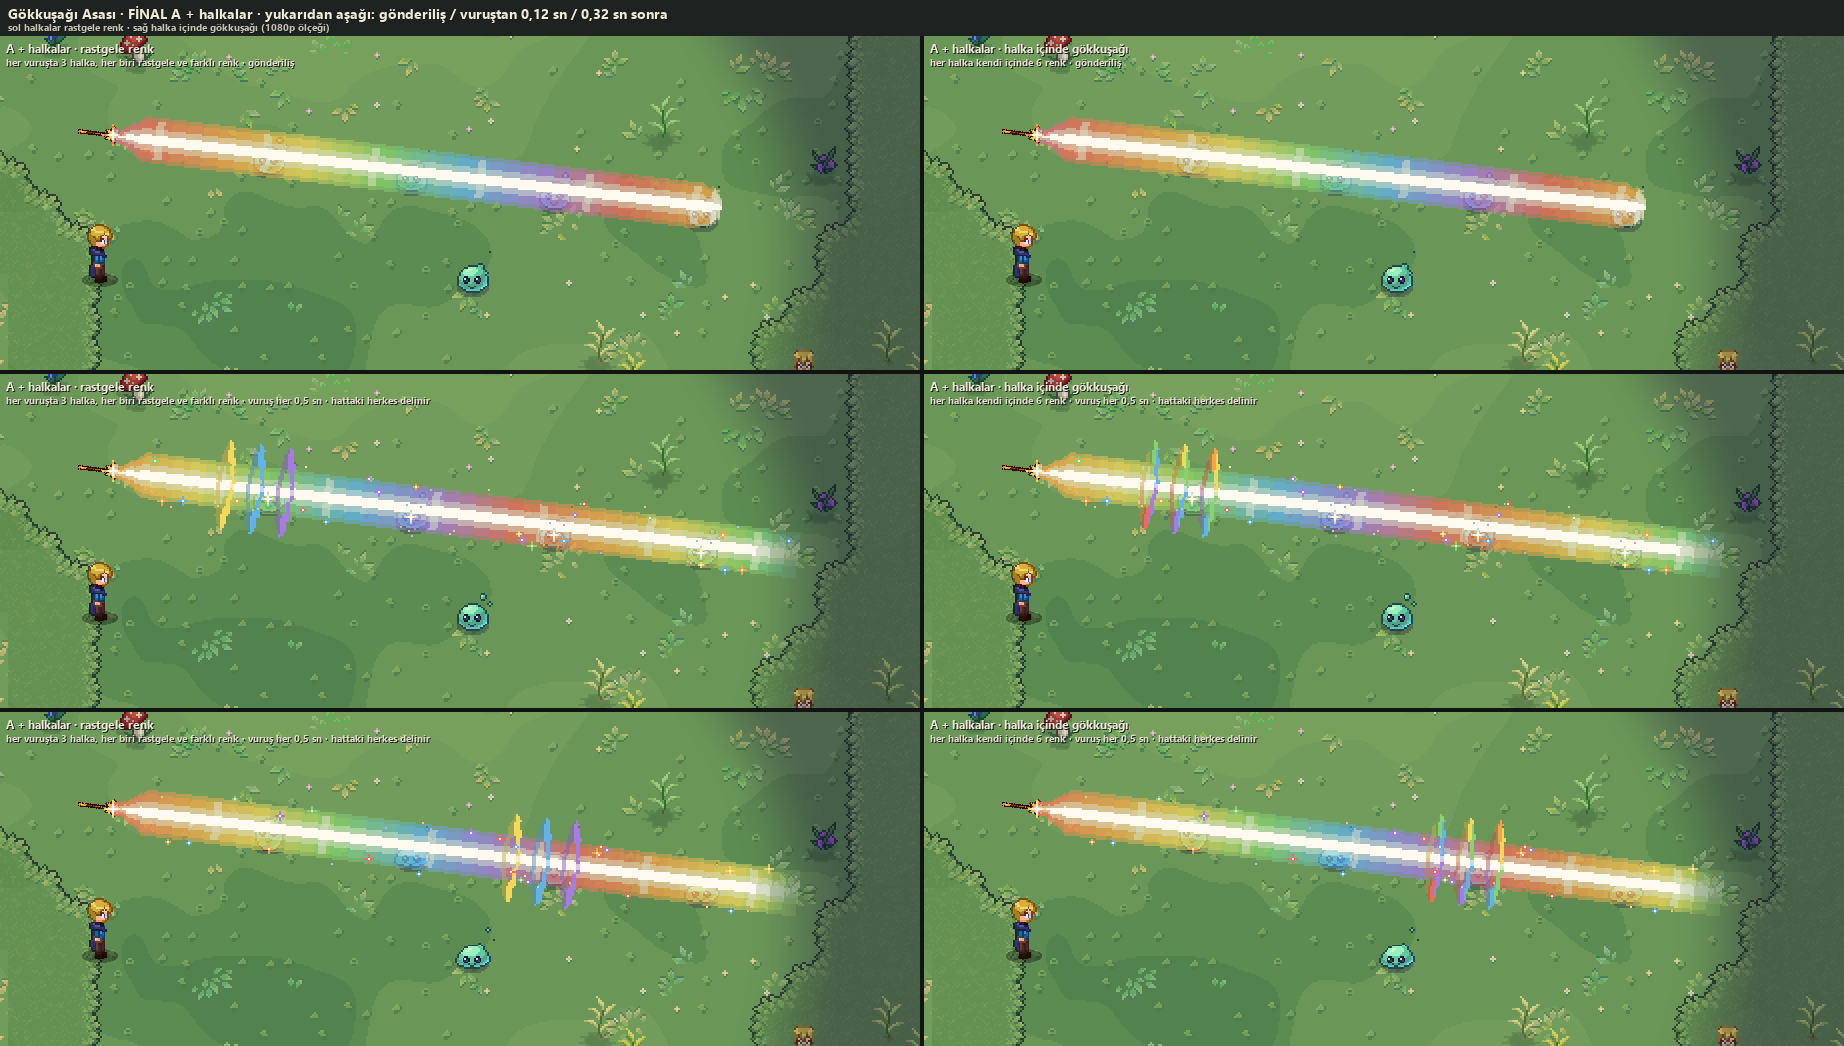 Gökkuşağı Asası · FİNAL A + halkalar · yukarıdan aşağı: gönderiliş / vuruştan 0,12 sn / 0,32 sn sonra
sol halkalar rastgele renk · sağ halka içinde gökkuşağı (1080p ölçeği)
A + halkalar · rastgele renk
her vuruşta 3 halka, her biri rastgele ve farklı renk · gönderiliş
A + halkalar · halka içinde gökkuşağı
her halka kendi içinde 6 renk · gönderiliş
A + halkalar · rastgele renk
her vuruşta 3 halka, her biri rastgele ve farklı renk · vuruş her 0,5 sn · hattaki herkes delinir
A + halkalar · halka içinde gökkuşağı
her halka kendi içinde 6 renk · vuruş her 0,5 sn · hattaki herkes delinir
A + halkalar · rastgele renk
her vuruşta 3 halka, her biri rastgele ve farklı renk · vuruş her 0,5 sn · hattaki herkes delinir
A + halkalar · halka içinde gökkuşağı
her halka kendi içinde 6 renk · vuruş her 0,5 sn · hattaki herkes delinir